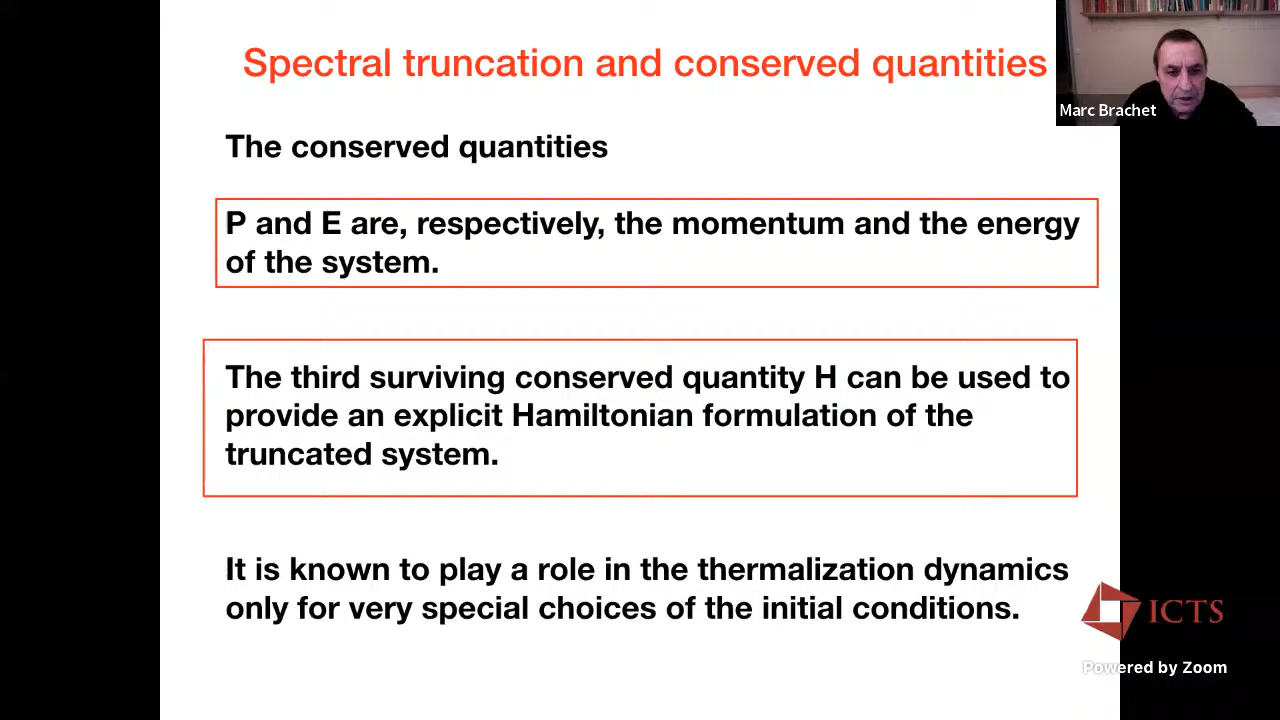 Spectral truncation and conserved quantities
Marc Brachet
The conserved quantities
P and E are, respectively, the momentum and the energy
of the system.
The third surviving conserved quantity H can be used to
provide an explicit Hamiltonian formulation of the
truncated system.
It is known to play a role in the thermalization dynamics
only for very special choices of the initial conditions.
ICTS
Powered by Zoom